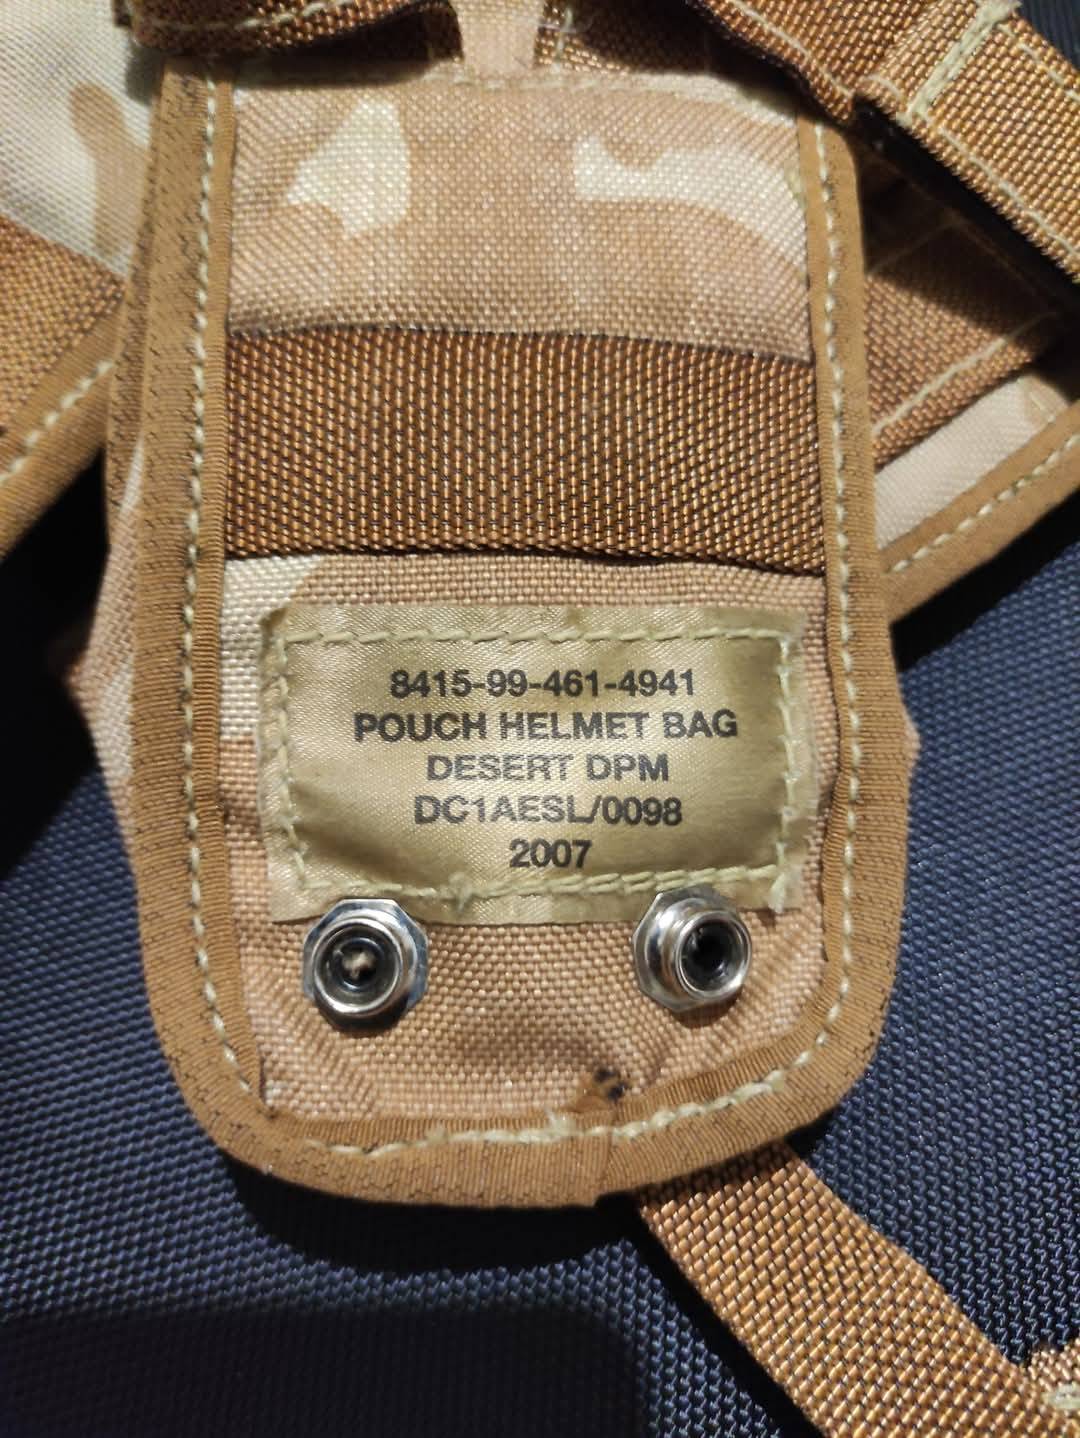 8415-99-461-4941
POUCH HELMET BAG
DESERT DPM
DC1AESL/0098
2007